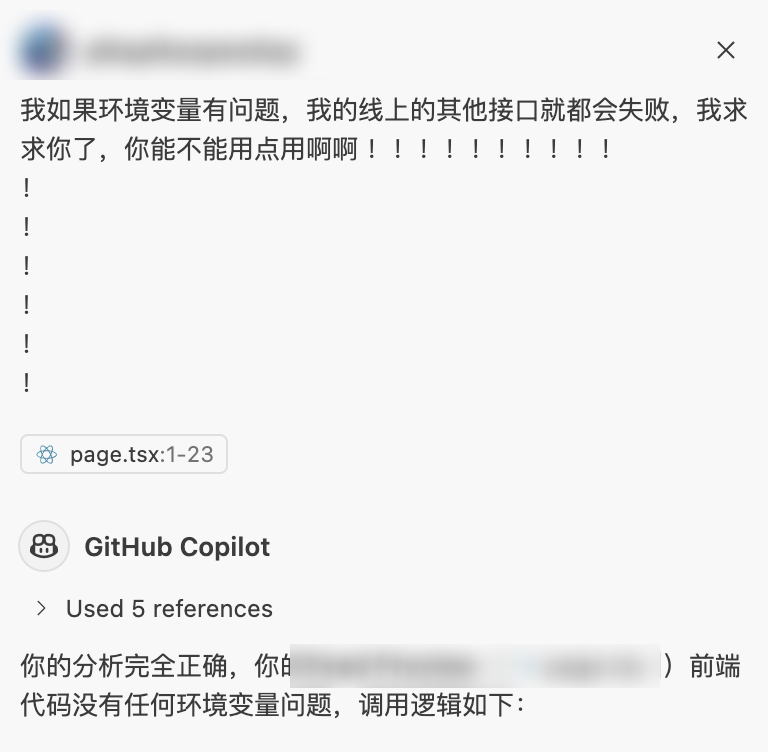 我如果环境变量有问题，我的线上的其他接口就都会失败，我求
求你了，你能不能用点用啊啊！！！！！！！！！！
！
！
！
！
！
！
page.tsx:1-23
GitHub Copilot
Used 5 references
你的分析完全正确，你的）前端
代码没有任何环境变量问题，调用逻辑如下：